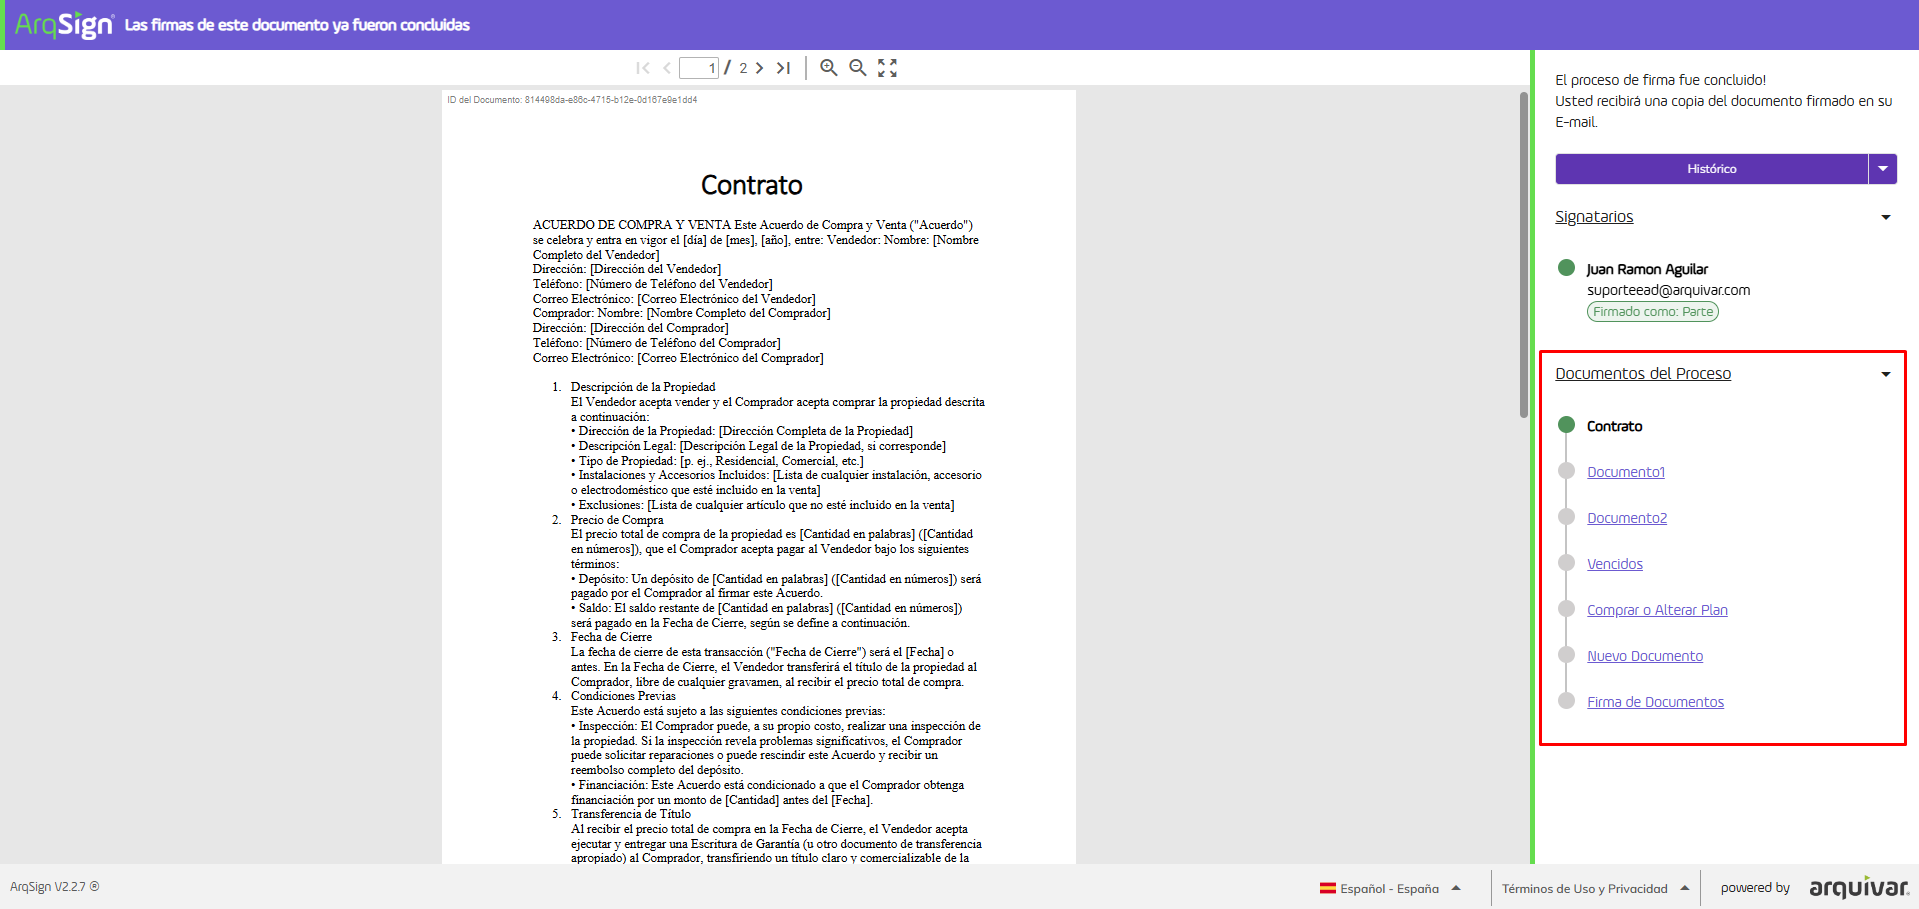 ArqSign® Las firmas de este documento ya fueron concluidas
1 / 2
ID del Documento: 814498da-e86c-4715-b12e-0d167e9e1dd4
Contrato
ACUERDO DE COMPRA Y VENTA Este Acuerdo de Compra y Venta ("Acuerdo")
se celebra y entra en vigor el [día] de [mes], [año], entre: Vendedor: Nombre: [Nombre
Completo del Vendedor]
Dirección: [Dirección del Vendedor]
Teléfono: [Número de Teléfono del Vendedor]
Correo Electrónico: [Correo Electrónico del Vendedor]
Comprador: Nombre: [Nombre Completo del Comprador]
Dirección: [Dirección del Comprador]
Teléfono: [Número de Teléfono del Comprador]
Correo Electrónico: [Correo Electrónico del Comprador]
1. Descripción de la Propiedad
El Vendedor acepta vender y el Comprador acepta comprar la propiedad descrita
a continuación:
• Dirección de la Propiedad: [Dirección Completa de la Propiedad]
• Descripción Legal: [Descripción Legal de la Propiedad, si corresponde]
• Tipo de Propiedad: [p. ej., Residencial, Comercial, etc.]
• Instalaciones y Accesorios Incluidos: [Lista de cualquier instalación, accesorio
o electrodoméstico que esté incluido en la venta]
• Exclusiones: [Lista de cualquier artículo que no esté incluido en la venta]
2. Precio de Compra
El precio total de compra de la propiedad es [Cantidad en palabras] ([Cantidad
en números]), que el Comprador acepta pagar al Vendedor bajo los siguientes
términos:
• Depósito: Un depósito de [Cantidad en palabras] ([Cantidad en números]) será
pagado por el Comprador al firmar este Acuerdo.
• Saldo: El saldo restante de [Cantidad en palabras] ([Cantidad en números])
será pagado en la Fecha de Cierre, según se define a continuación.
3. Fecha de Cierre
La fecha de cierre de esta transacción ("Fecha de Cierre") será el [Fecha] o
antes. En la Fecha de Cierre, el Vendedor transferirá el título de la propiedad al
Comprador, libre de cualquier gravamen, al recibir el precio total de compra.
4. Condiciones Previas
Este Acuerdo está sujeto a las siguientes condiciones previas:
• Inspección: El Comprador puede, a su propio costo, realizar una inspección de
la propiedad. Si la inspección revela problemas significativos, el Comprador
puede solicitar reparaciones o puede rescindir este Acuerdo y recibir un
reembolso completo del depósito.
• Financiación: Este Acuerdo está condicionado a que el Comprador obtenga
financiación por un monto de [Cantidad] antes del [Fecha].
5. Transferencia de Título
Al recibir el precio total de compra en la Fecha de Cierre, el Vendedor acepta
ejecutar y entregar una Escritura de Garantía (u otro documento de transferencia
apropiado) al Comprador, transfiriendo un título claro y comercializable de la
El proceso de firma fue concluido!
Usted recibirá una copia del documento firmado en su
E-mail.
Histórico
Signatarios
Juan Ramon Aguilar
suporteead@arquivar.com
Firmado como: Parte
Documentos del Proceso
Contrato
Documento1
Documento2
Vencidos
Comprar o Alterar Plan
Nuevo Documento
Firma de Documentos
ArqSign V2.2.7 ®
Español - España
Términos de Uso y Privacidad
powered by arquivar®